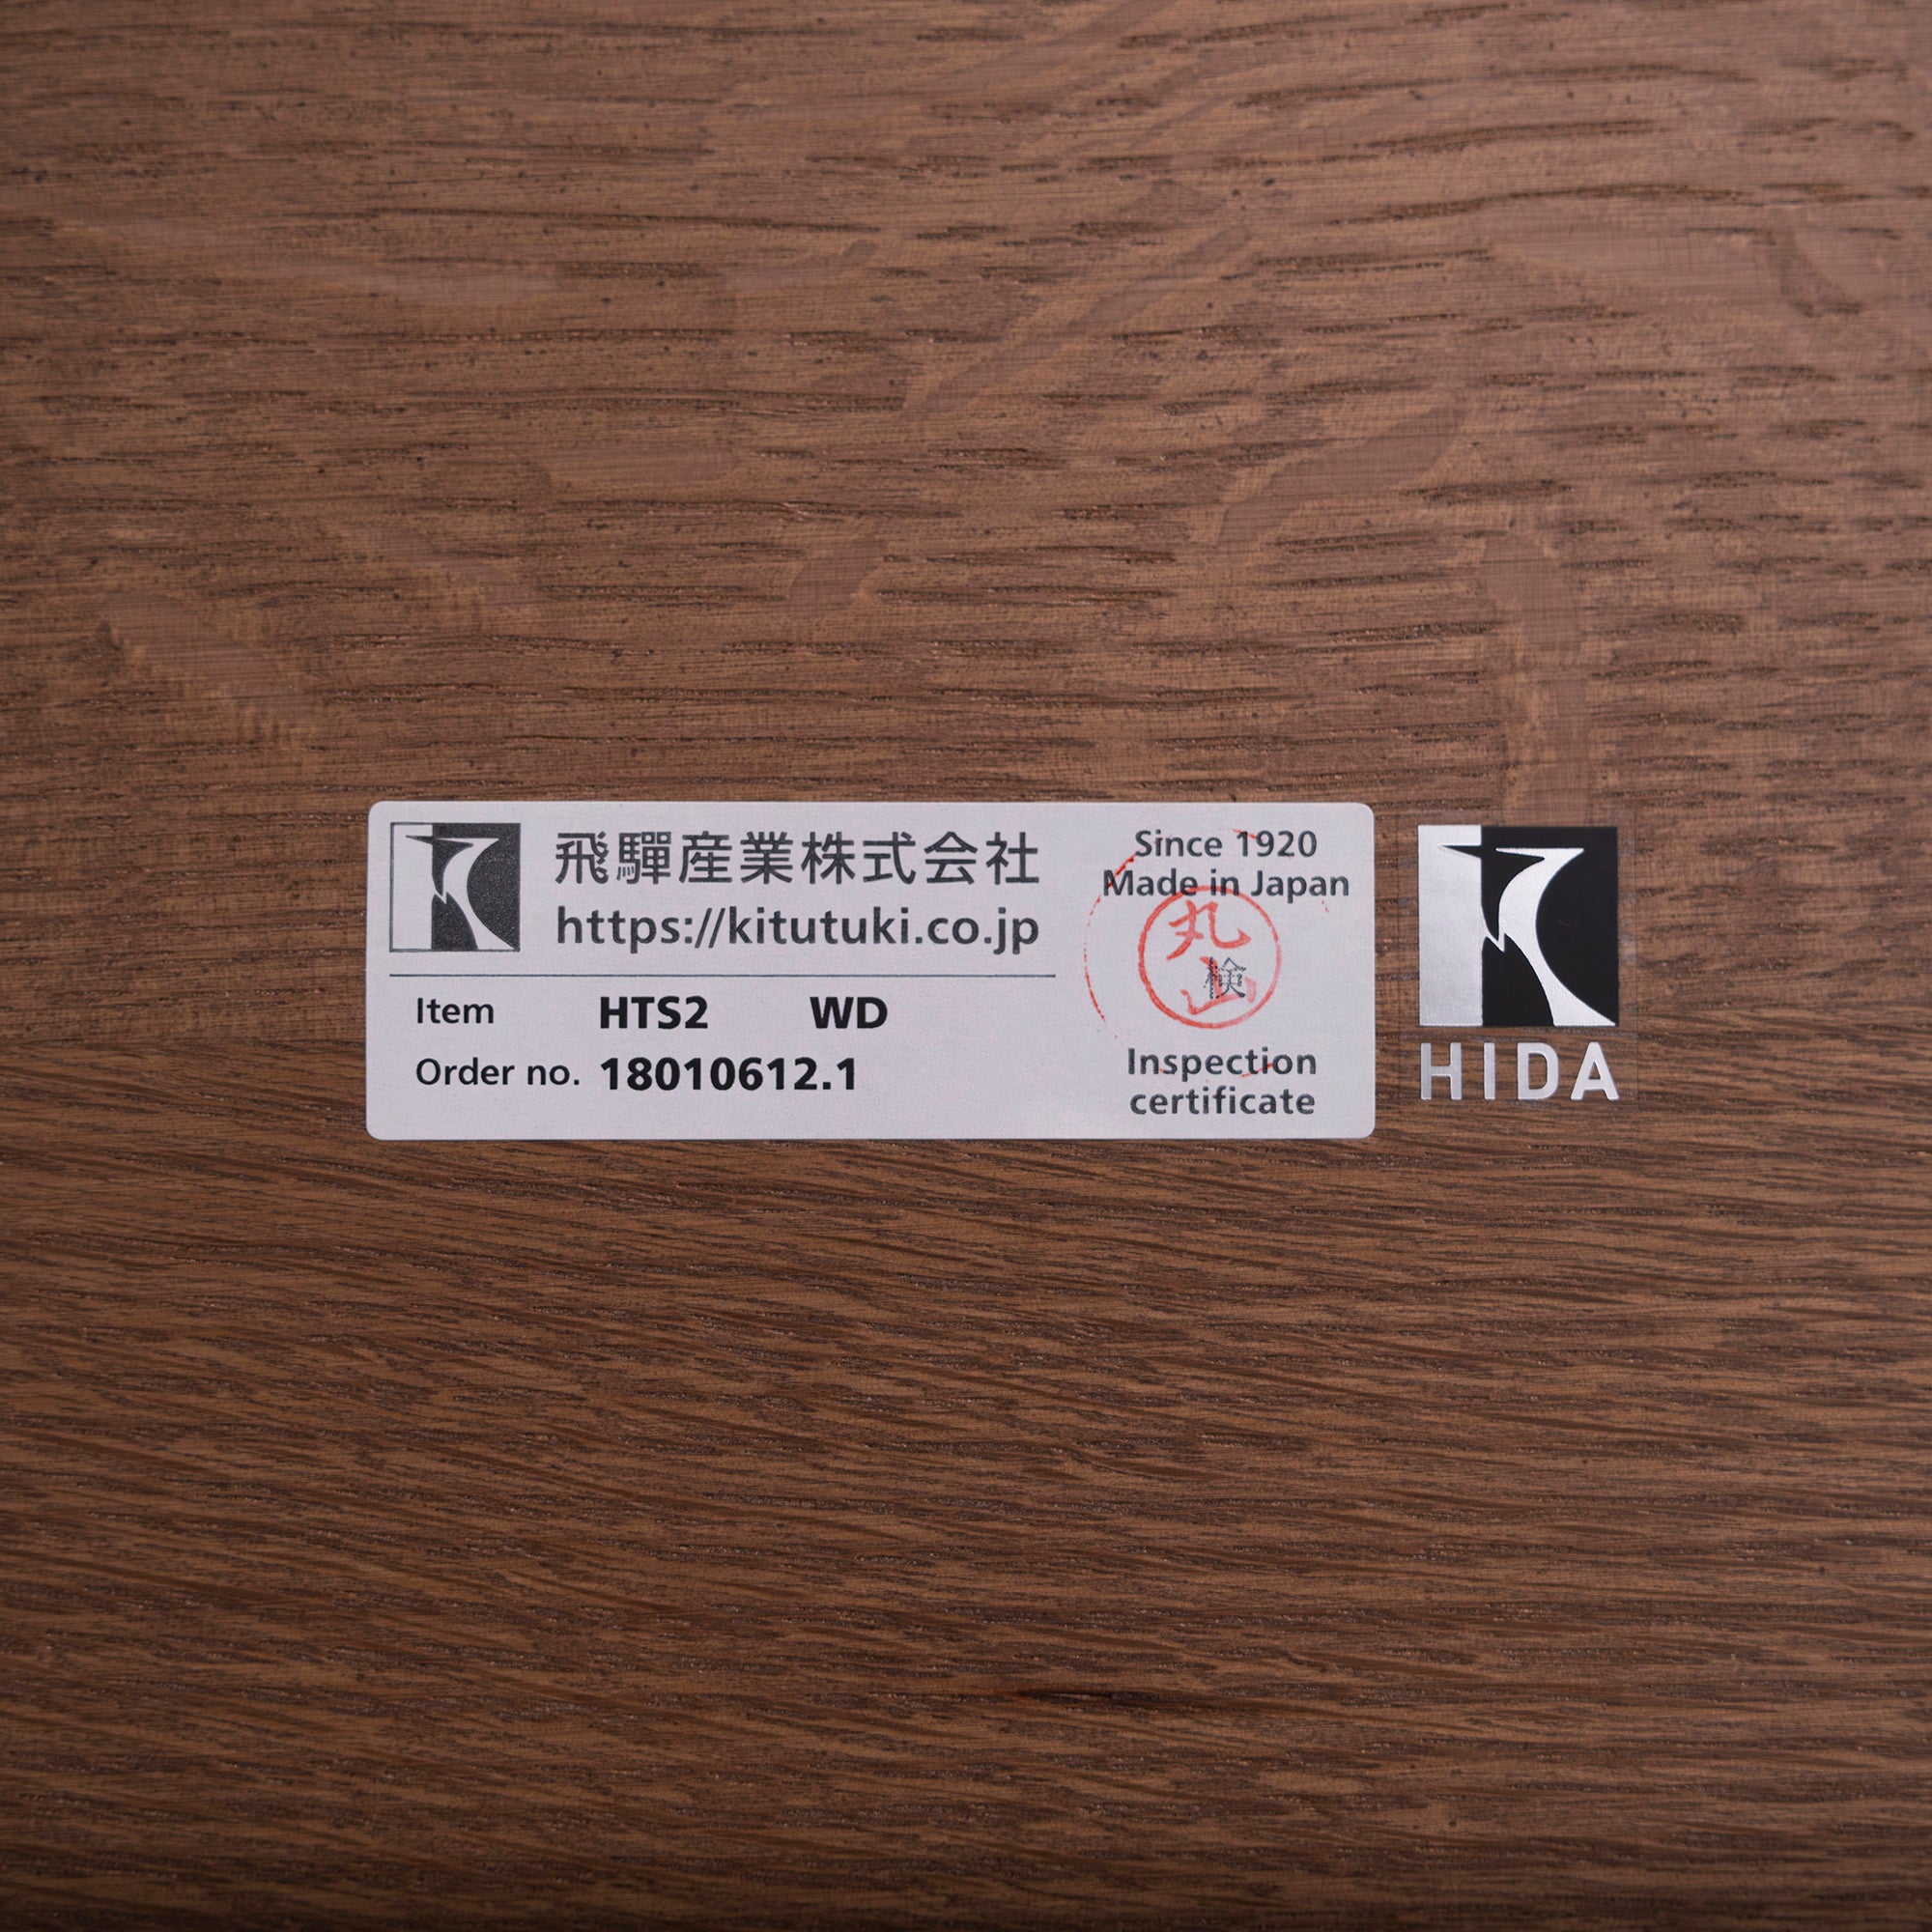 飛驒産業株式会社
https://kitutuki.co.jp
Item HTS2 WD
Order no. 18010612.1
Since 1920
Made in Japan
丸山
検
Inspection
certificate
HIDA